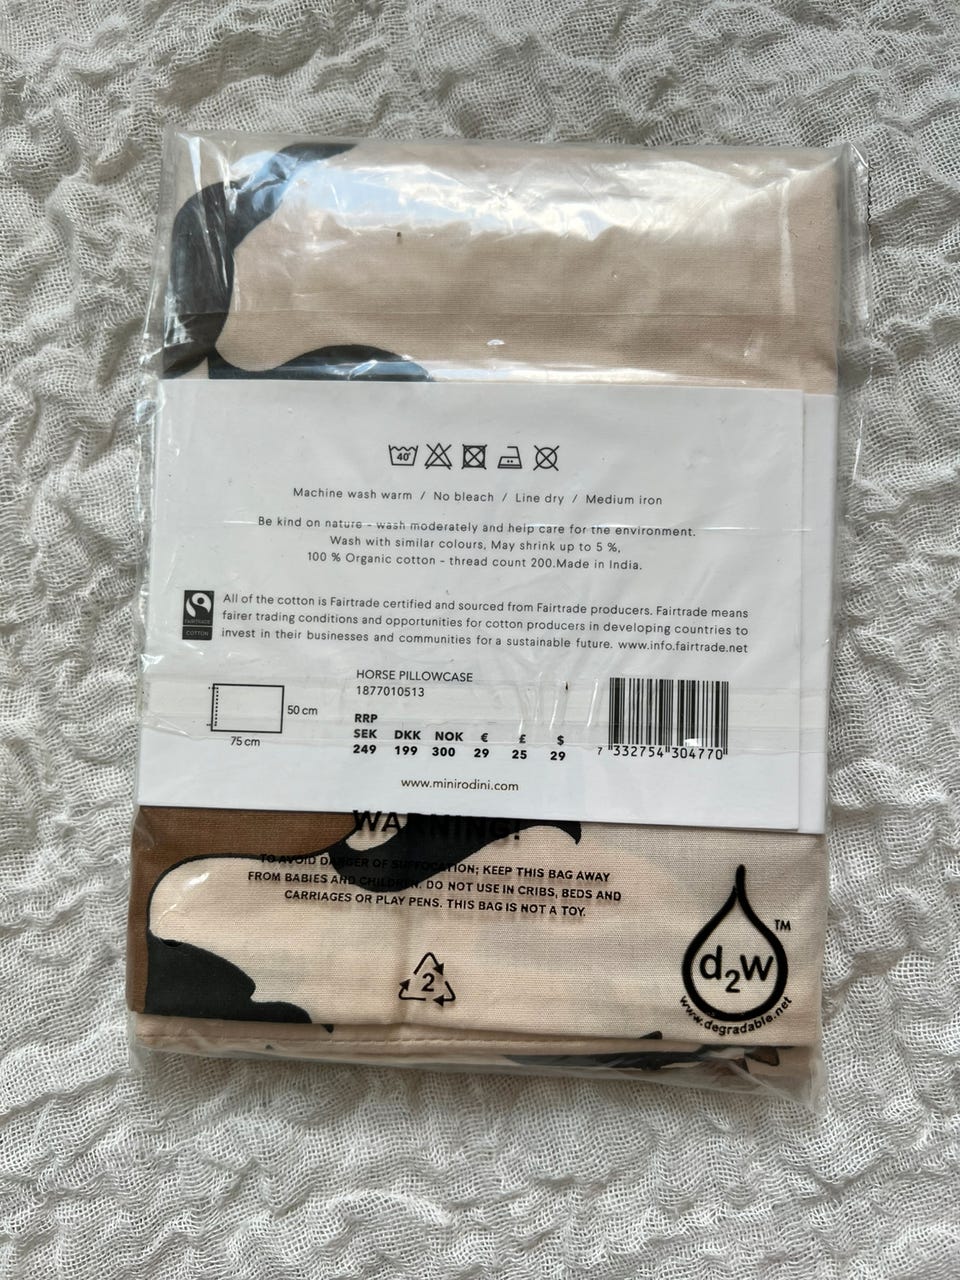 40
Machine wash warm / No bleach / Line dry / Medium iron
Be kind on nature - wash moderately and help care for the environment.
Wash with similar colours, May shrink up to 5 %,
100 % Organic cotton - thread count 200.Made in India.
FAIRTRADE
COTTON
All of the cotton is Fairtrade certified and sourced from Fairtrade producers. Fairtrade means
fairer trading conditions and opportunities for cotton producers in developing countries to
invest in their businesses and communities for a sustainable future. www.info.fairtrade.net
HORSE PILLOWCASE
1877010513
50 cm
75 cm
RRP
SEK DKK NOK € £ $
249 199 300 29 25 29
7 332754 304770
www.minirodini.com
WARNING!
TO AVOID DANGER OF SUFFOCATION; KEEP THIS BAG AWAY
FROM BABIES AND CHILDREN. DO NOT USE IN CRIBS, BEDS AND
CARRIAGES OR PLAY PENS. THIS BAG IS NOT A TOY.
2
d2w TM
www.degradable.net